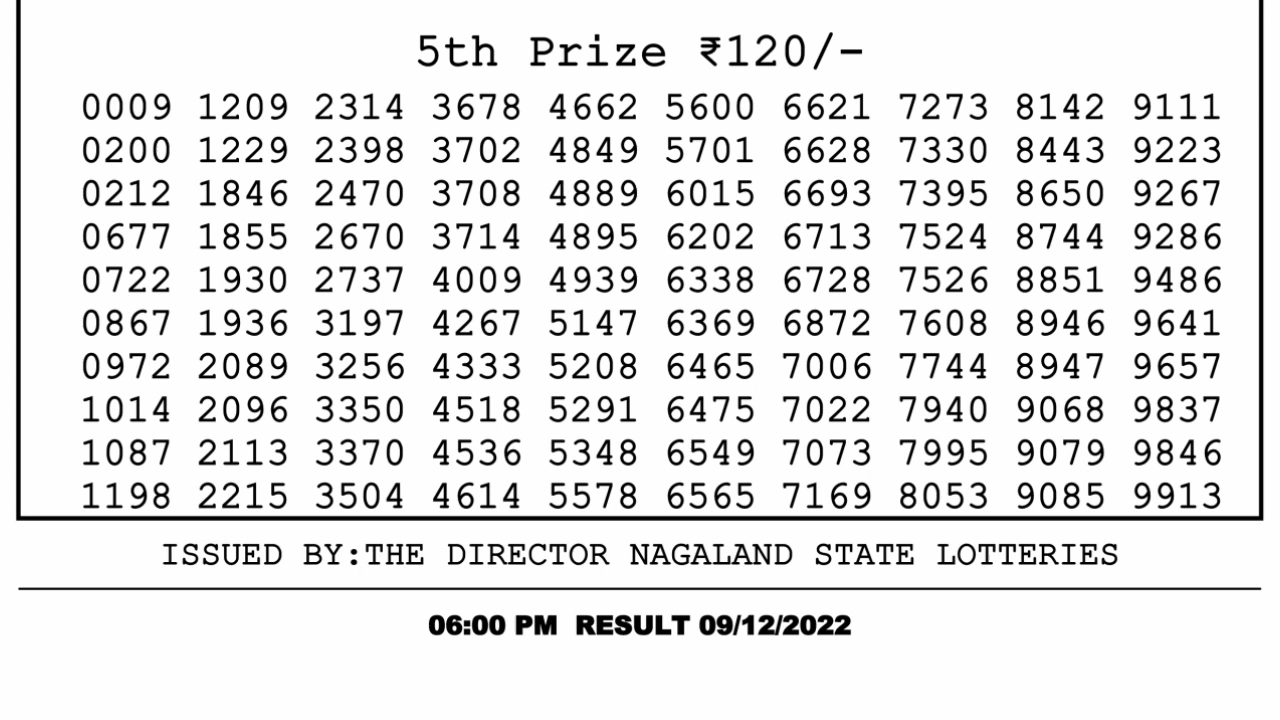 5th Prize ₹120/-
0009 1209 2314 3678 4662 5600 6621 7273 8142 9111
0200 1229 2398 3702 4849 5701 6628 7330 8443 9223
0212 1846 2470 3708 4889 6015 6693 7395 8650 9267
0677 1855 2670 3714 4895 6202 6713 7524 8744 9286
0722 1930 2737 4009 4939 6338 6728 7526 8851 9486
0867 1936 3197 4267 5147 6369 6872 7608 8946 9641
0972 2089 3256 4333 5208 6465 7006 7744 8947 9657
1014 2096 3350 4518 5291 6475 7022 7940 9068 9837
1087 2113 3370 4536 5348 6549 7073 7995 9079 9846
1198 2215 3504 4614 5578 6565 7169 8053 9085 9913
ISSUED BY:THE DIRECTOR NAGALAND STATE LOTTERIES
06:00 PM RESULT 09/12/2022